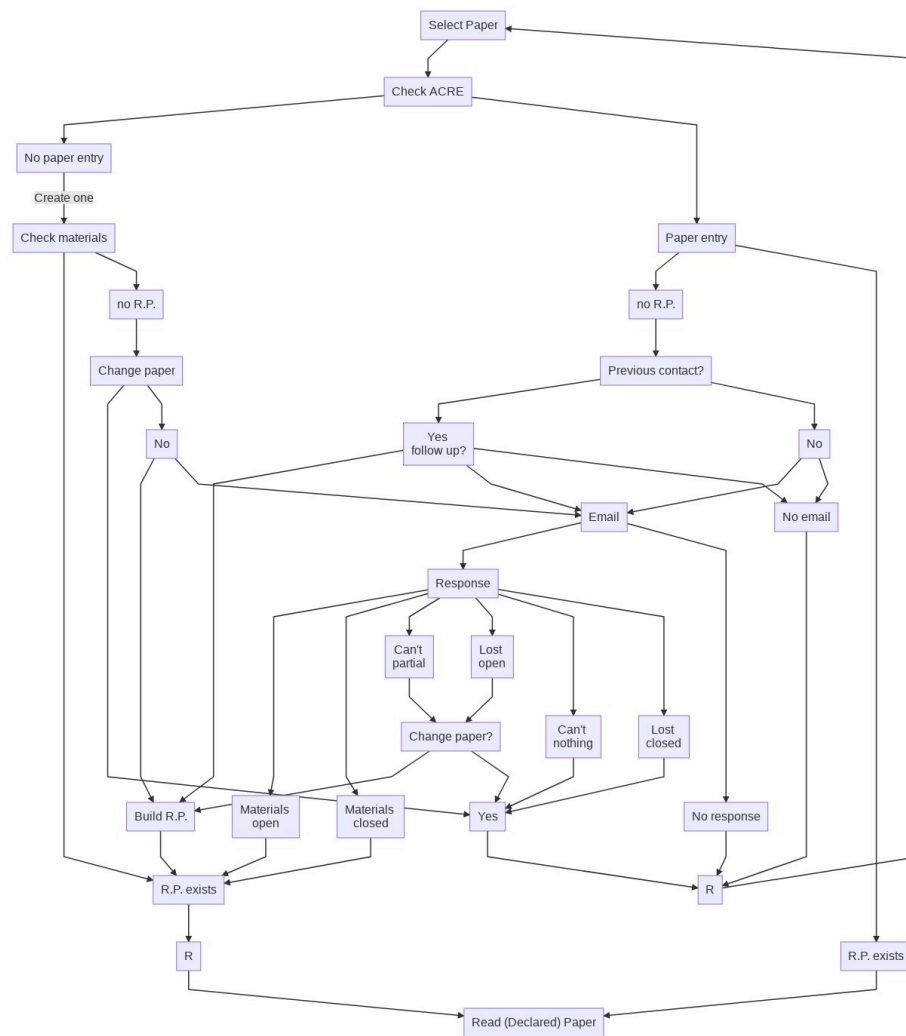 Select Paper
Check ACRE
No paper entry
Create one
Check materials
Paper entry
no R.P.
no R.P.
Change paper
Previous contact?
No
Yes
follow up?
No
Email
No email
Response
Can't
partial
Lost
open
Change paper?
Can't
nothing
Lost
closed
Build R.P.
Materials
open
Materials
closed
Yes
No response
R.P. exists
R
R
R.P. exists
Read (Declared) Paper